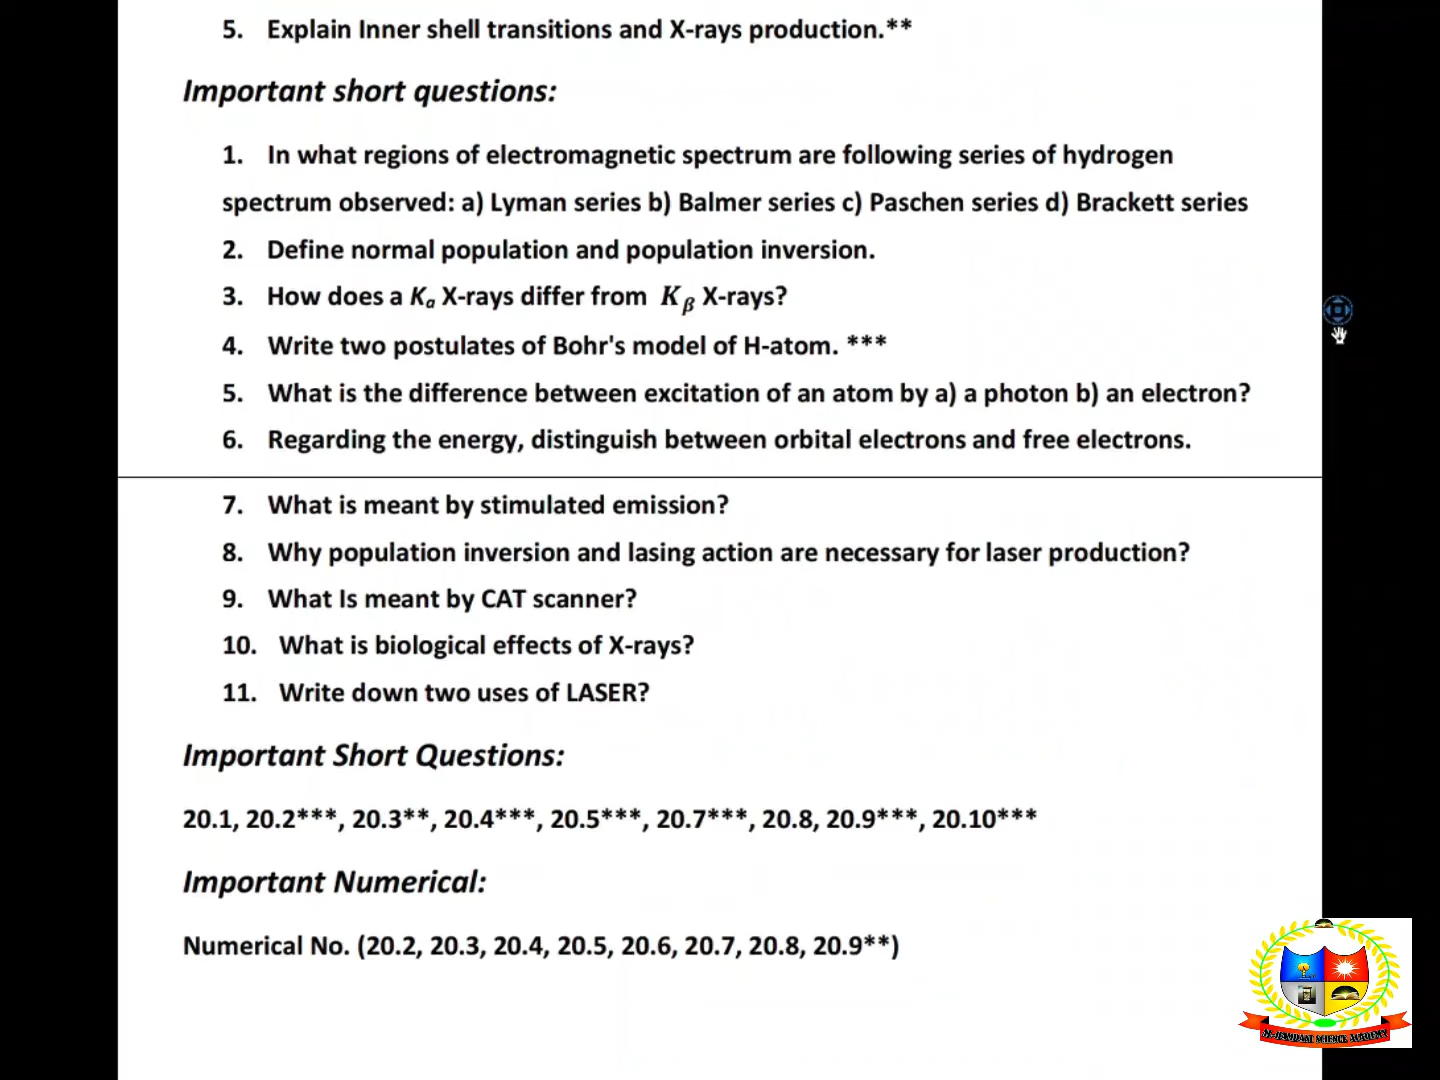 5. Explain Inner shell transitions and X-rays production.**
Important short questions:
1. In what regions of electromagnetic spectrum are following series of hydrogen
spectrum observed: a) Lyman series b) Balmer series c) Paschen series d) Brackett series
2. Define normal population and population inversion.
3. How does a Kₐ X-rays differ from K_β X-rays?
4. Write two postulates of Bohr's model of H-atom. ***
5. What is the difference between excitation of an atom by a) a photon b) an electron?
6. Regarding the energy, distinguish between orbital electrons and free electrons.
7. What is meant by stimulated emission?
8. Why population inversion and lasing action are necessary for laser production?
9. What Is meant by CAT scanner?
10. What is biological effects of X-rays?
11. Write down two uses of LASER?
Important Short Questions:
20.1, 20.2***, 20.3**, 20.4***, 20.5***, 20.7***, 20.8, 20.9***, 20.10***
Important Numerical:
Numerical No. (20.2, 20.3, 20.4, 20.5, 20.6, 20.7, 20.8, 20.9**)
SCIENCE ACADEMY